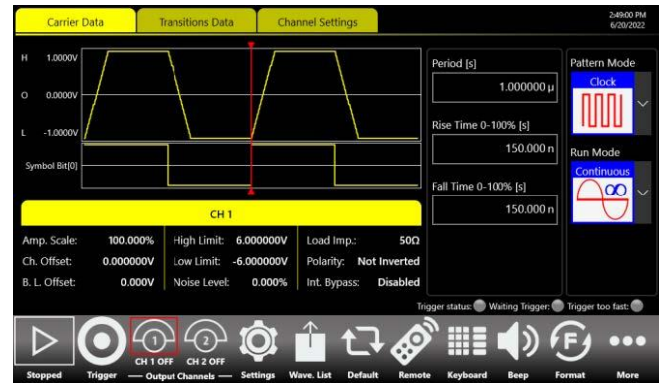 Carrier Data
Transitions Data
Channel Settings
2:49:00 PM
6/20/2022
H 1.0000V
O 0.0000V
L -1.0000V
Symbol Bit[0]
Period [s]
1.000000 µ
Rise Time 0-100% [s]
150.000 n
Fall Time 0-100% [s]
150.000 n
Pattern Mode
Clock
Run Mode
Continuous
∞
CH 1
Amp. Scale: 100.000% High Limit: 6.000000V Load Imp.: 50Ω
Ch. Offset: 0.000000V Low Limit: -6.000000V Polarity: Not Inverted
B. L. Offset: 0.000V Noise Level: 0.000% Int. Bypass: Disabled
Trigger status: Waiting Trigger: Trigger too fast:
1
2
F
CH 1 OFF CH 2 OFF
Stopped Trigger Output Channels Settings Wave. List Default Remote Keyboard Beep Format More